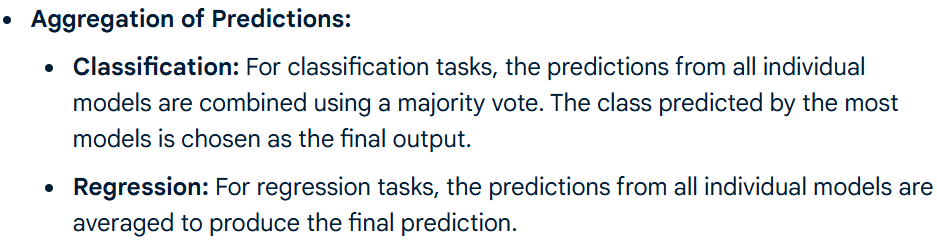 • Aggregation of Predictions:
• Classification: For classification tasks, the predictions from all individual
models are combined using a majority vote. The class predicted by the most
models is chosen as the final output.
• Regression: For regression tasks, the predictions from all individual models are
averaged to produce the final prediction.